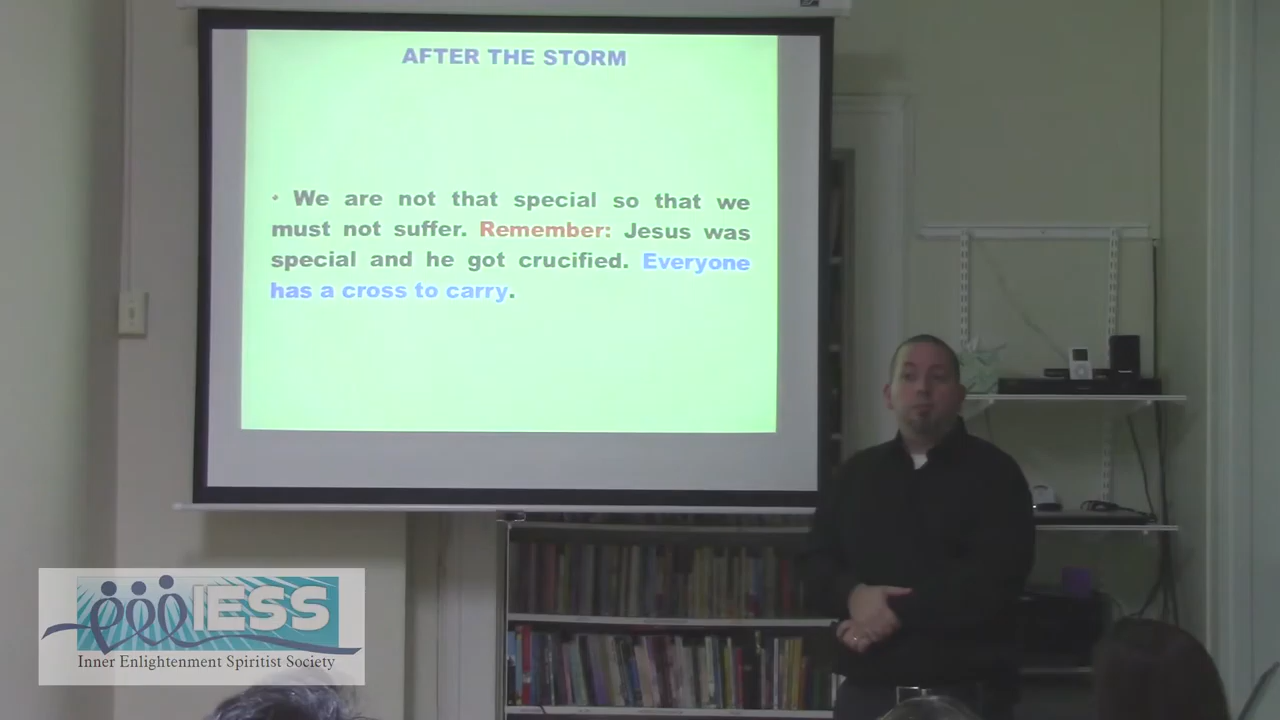 AFTER THE STORM
• We are not that special so that we
must not suffer. Remember: Jesus was
special and he got crucified. Everyone
has a cross to carry.
IESS
Inner Enlightenment Spiritist Society